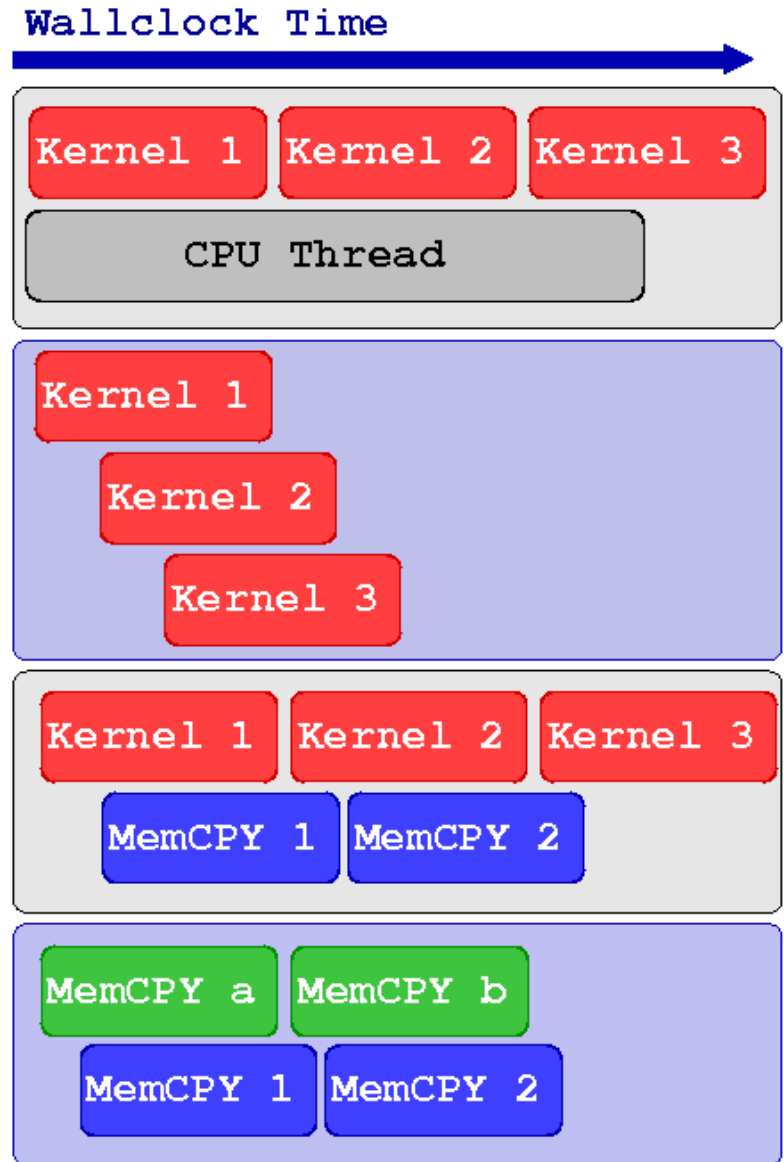 Wallclock Time
Kernel 1 Kernel 2 Kernel 3
CPU Thread
Kernel 1
Kernel 2
Kernel 3
Kernel 1 Kernel 2 Kernel 3
MemCPY 1 MemCPY 2
MemCPY a MemCPY b
MemCPY 1 MemCPY 2